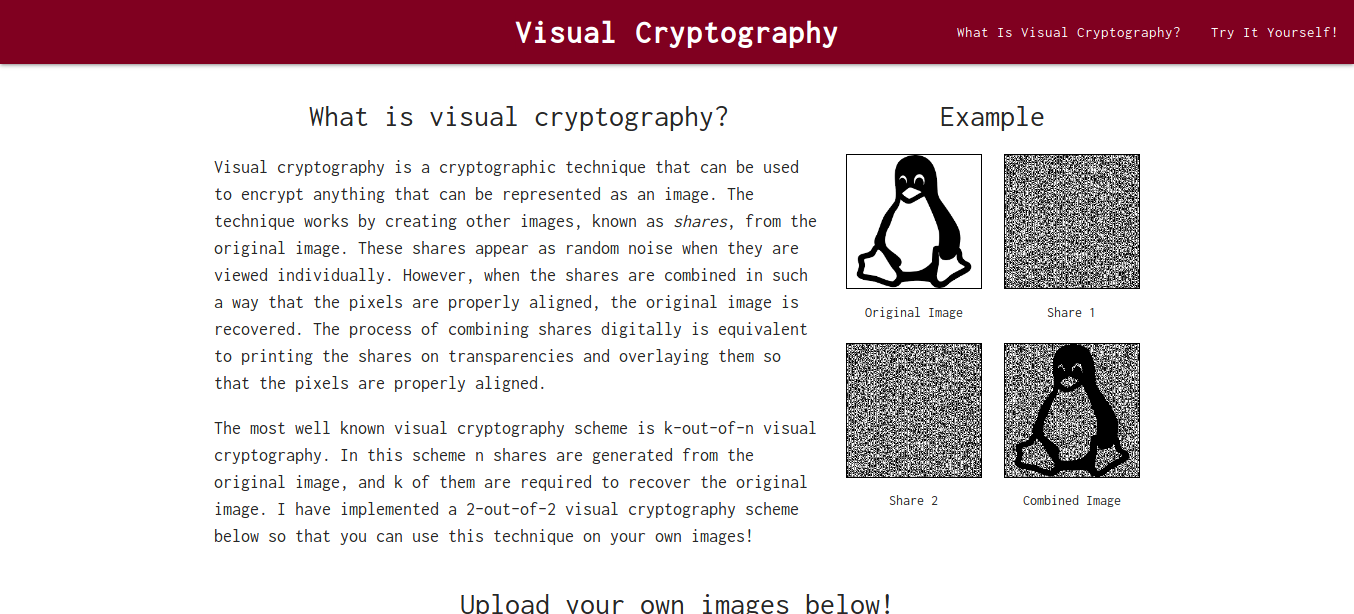 Visual Cryptography
What Is Visual Cryptography?
Try It Yourself!
What is visual cryptography?
Visual cryptography is a cryptographic technique that can be used
to encrypt anything that can be represented as an image. The
technique works by creating other images, known as shares, from the
original image. These shares appear as random noise when they are
viewed individually. However, when the shares are combined in such
a way that the pixels are properly aligned, the original image is
recovered. The process of combining shares digitally is equivalent
to printing the shares on transparencies and overlaying them so
that the pixels are properly aligned.
The most well known visual cryptography scheme is k-out-of-n visual
cryptography. In this scheme n shares are generated from the
original image, and k of them are required to recover the original
image. I have implemented a 2-out-of-2 visual cryptography scheme
below so that you can use this technique on your own images!
Example
Original Image
Share 1
Share 2
Combined Image
Upload your own images below!